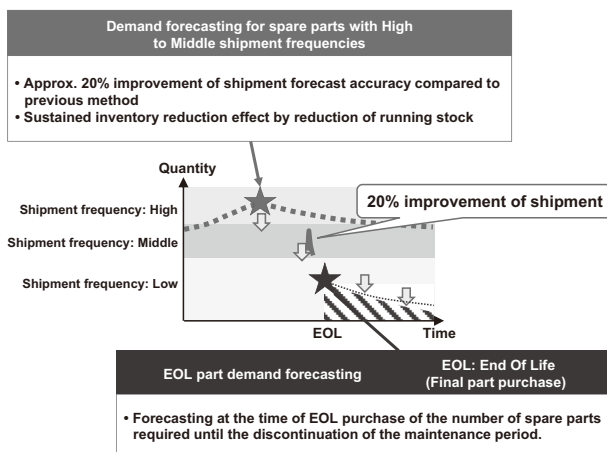 Demand forecasting for spare parts with High
to Middle shipment frequencies
• Approx. 20% improvement of shipment forecast accuracy compared to
previous method
• Sustained inventory reduction effect by reduction of running stock
Quantity
20% improvement of shipment
Shipment frequency: High
Shipment frequency: Middle
Shipment frequency: Low
EOL
Time
EOL part demand forecasting
EOL: End Of Life
(Final part purchase)
• Forecasting at the time of EOL purchase of the number of spare parts
required until the discontinuation of the maintenance period.